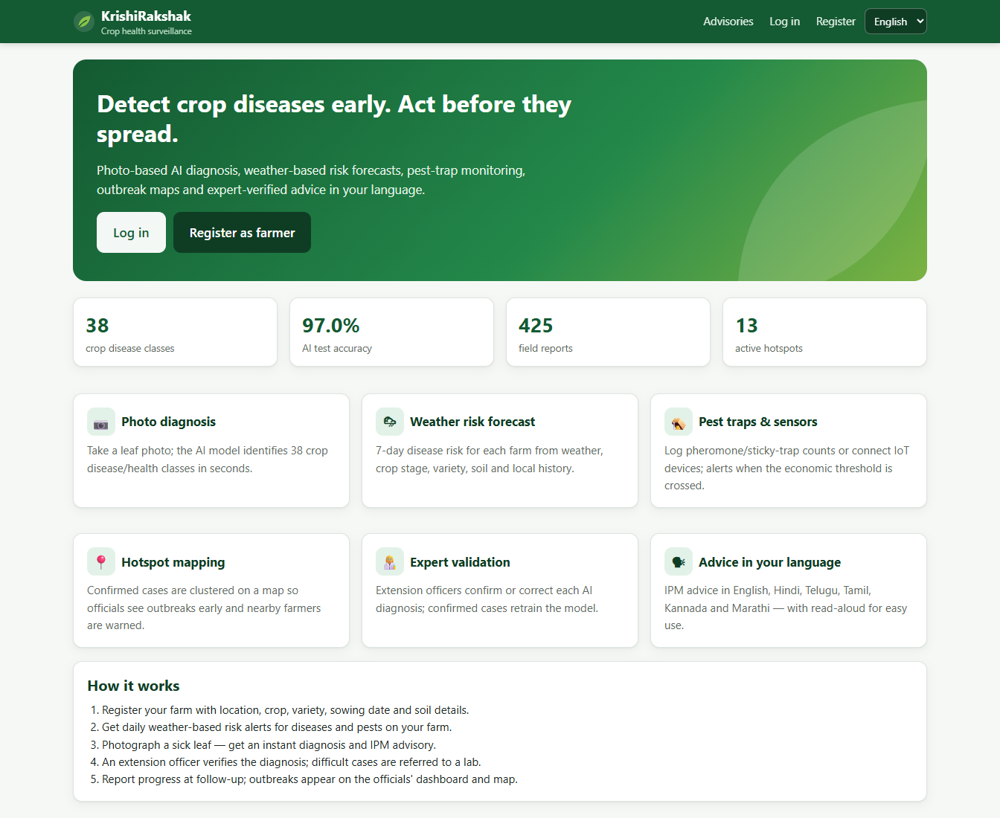 KrishiRakshak
Crop health surveillance
Advisories
Log in
Register
English
Detect crop diseases early. Act before they
spread.
Photo-based AI diagnosis, weather-based risk forecasts, pest-trap monitoring,
outbreak maps and expert-verified advice in your language.
Log in
Register as farmer
38
crop disease classes
97.0%
AI test accuracy
425
field reports
13
active hotspots
Photo diagnosis
Take a leaf photo; the AI model identifies 38 crop
disease/health classes in seconds.
Weather risk forecast
7-day disease risk for each farm from weather,
crop stage, variety, soil and local history.
Pest traps & sensors
Log pheromone/sticky-trap counts or connect IoT
devices; alerts when the economic threshold is
crossed.
Hotspot mapping
Confirmed cases are clustered on a map so
officials see outbreaks early and nearby farmers
are warned.
Expert validation
Extension officers confirm or correct each AI
diagnosis; confirmed cases retrain the model.
Advice in your language
IPM advice in English, Hindi, Telugu, Tamil,
Kannada and Marathi — with read-aloud for easy
use.
How it works
1. Register your farm with location, crop, variety, sowing date and soil details.
2. Get daily weather-based risk alerts for diseases and pests on your farm.
3. Photograph a sick leaf — get an instant diagnosis and IPM advisory.
4. An extension officer verifies the diagnosis; difficult cases are referred to a lab.
5. Report progress at follow-up; outbreaks appear on the officials' dashboard and map.